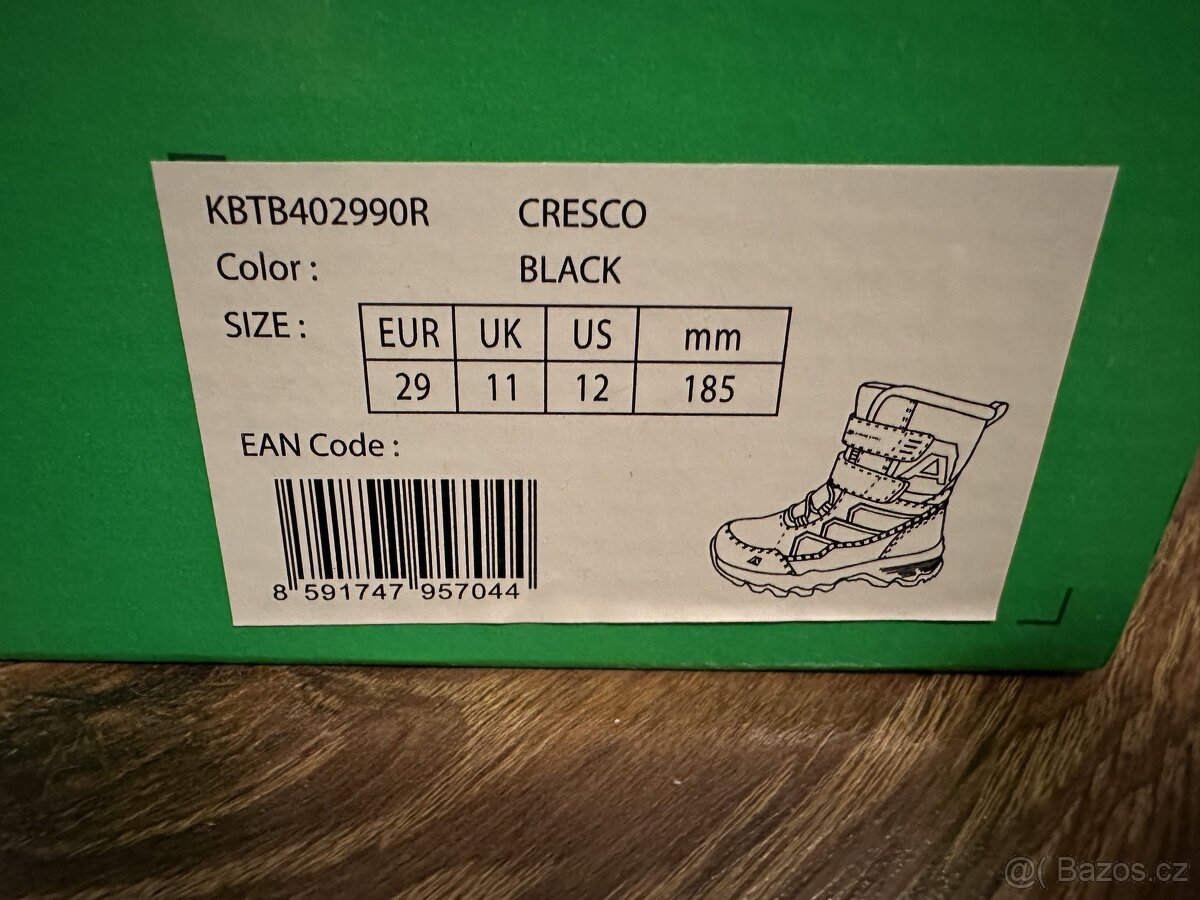 KBTB402990R CRESCO
Color : BLACK
SIZE : EUR UK US mm
29 11 12 185
EAN Code :
8 591747 957044
@( Bazos.cz